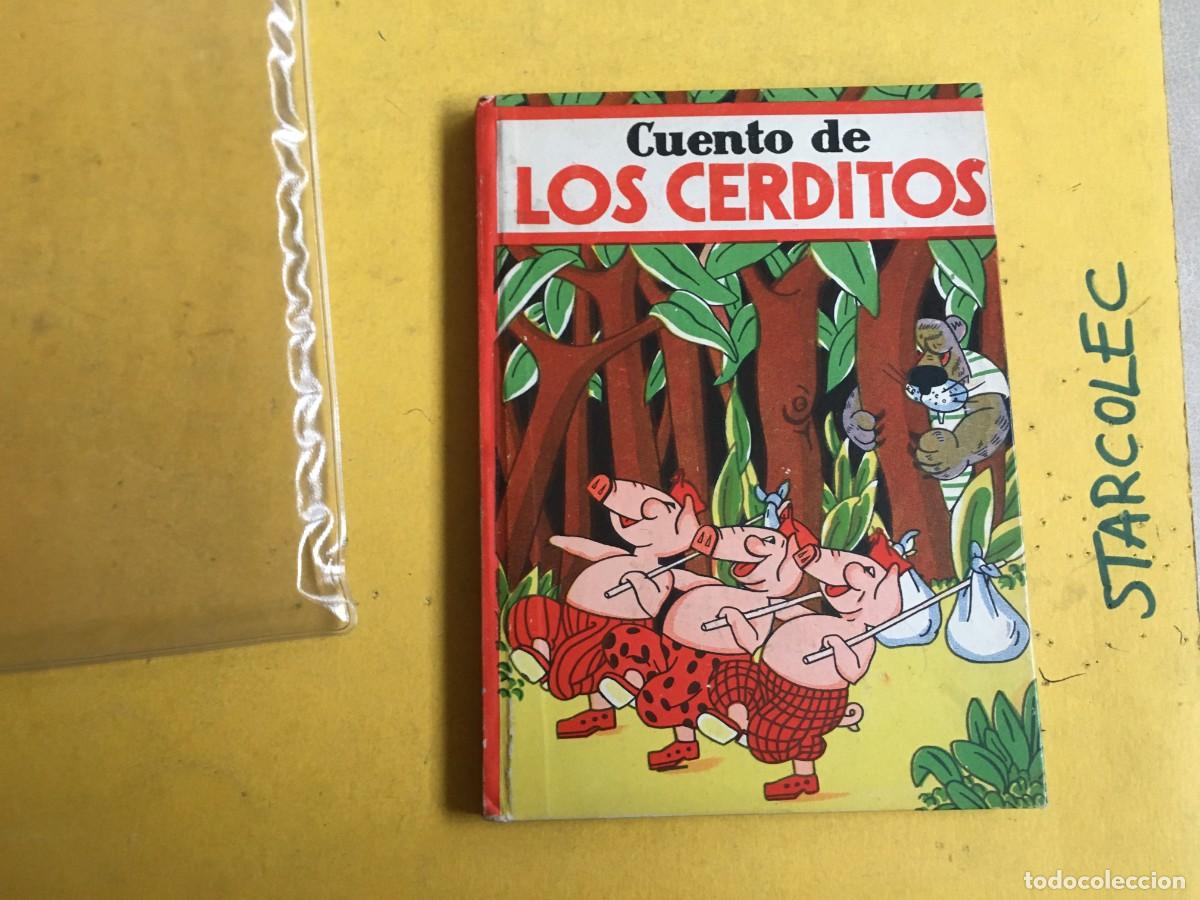 Cuento de
LOS CERDITOS
STARCOLEC
todocoleccion